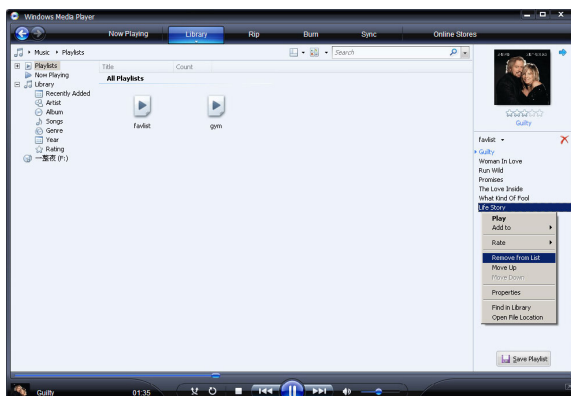 Windows Media Player
Now Playing Library Rip Burn Sync Online Stores
Music Playlists
Search
Playlists
Now Playing
Library
Recently Added
Artist
Album
Songs
Genre
Year
Rating
(F:)
Title Count
All Playlists
favlist gym
Guilty
favlist
Guilty
Woman In Love
Run Wild
Promises
The Love Inside
What Kind Of Fool
Life Story
Play
Add to
Rate
Remove from List
Move Up
Move Down
Properties
Find in Library
Open File Location
Save Playlist
Guilty 01:35